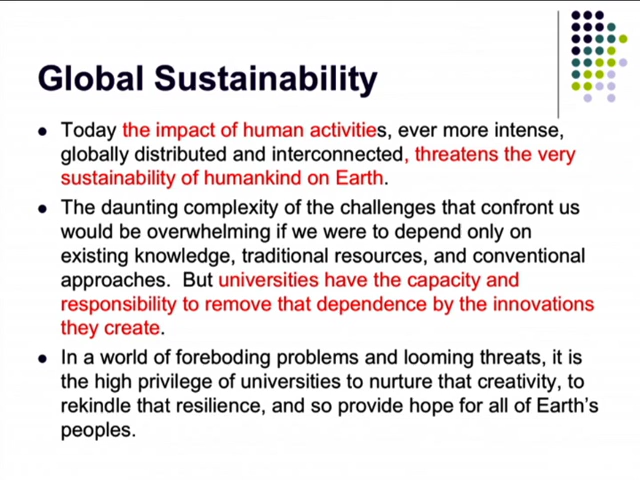 Global Sustainability
● Today the impact of human activities, ever more intense,
globally distributed and interconnected, threatens the very
sustainability of humankind on Earth.
● The daunting complexity of the challenges that confront us
would be overwhelming if we were to depend only on
existing knowledge, traditional resources, and conventional
approaches.  But universities have the capacity and
responsibility to remove that dependence by the innovations
they create.
● In a world of foreboding problems and looming threats, it is
the high privilege of universities to nurture that creativity, to
rekindle that resilience, and so provide hope for all of Earth's
peoples.